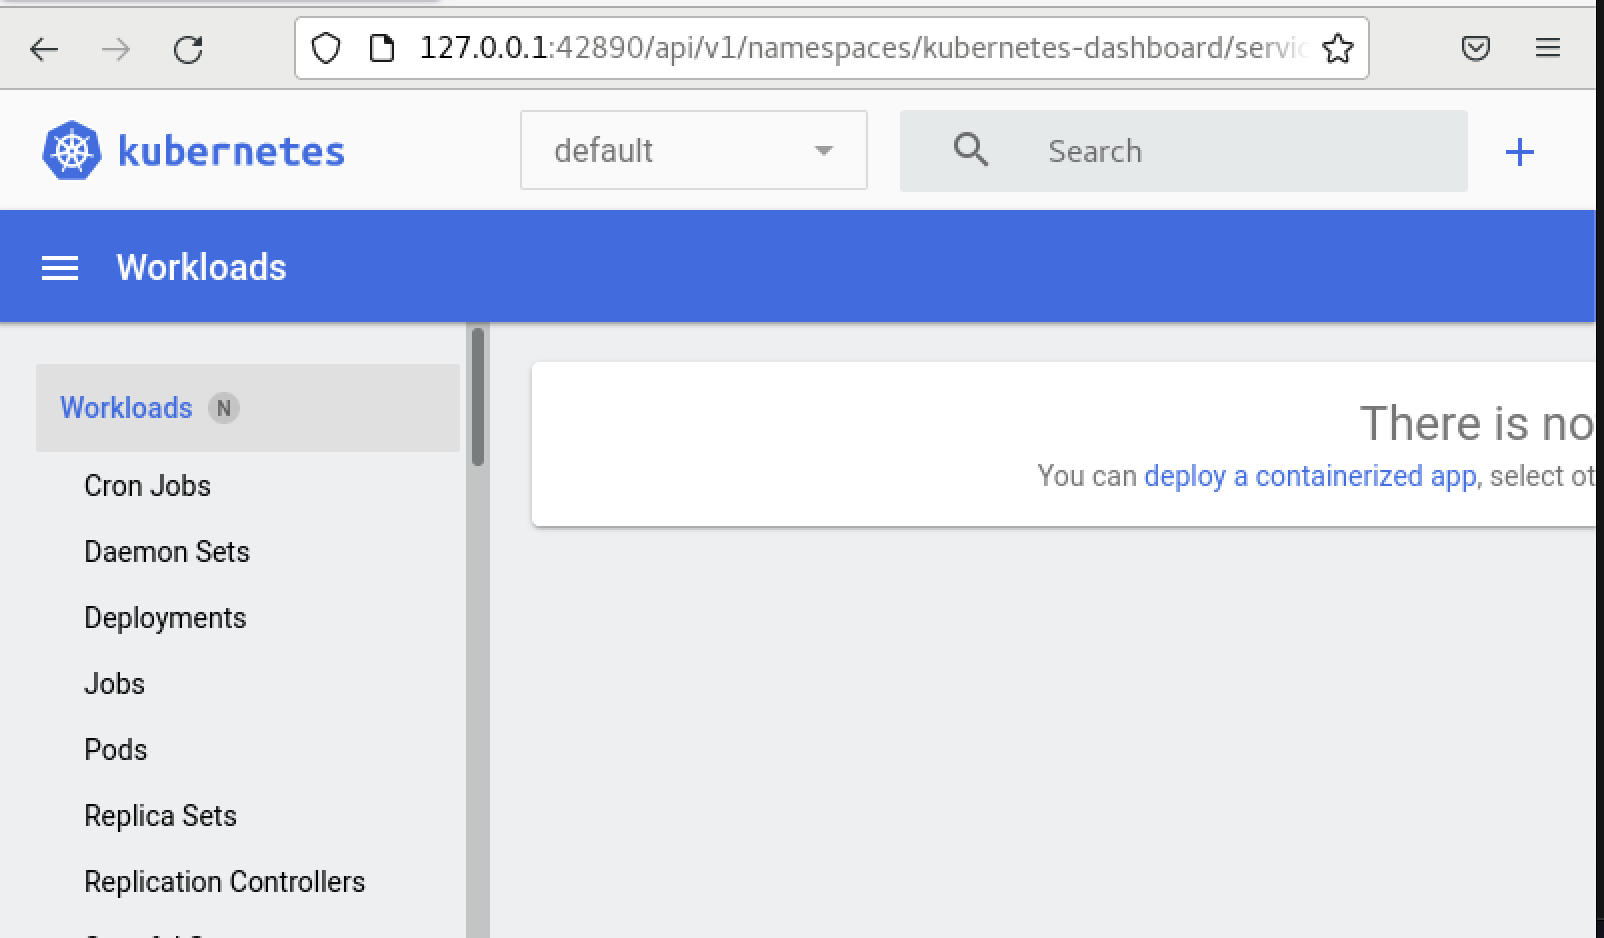 127.0.0.1:42890/api/v1/namespaces/kubernetes-dashboard/servic
kubernetes
default
Search
Workloads
Workloads N
Cron Jobs
Daemon Sets
Deployments
Jobs
Pods
Replica Sets
Replication Controllers
There is no
You can deploy a containerized app, select ot